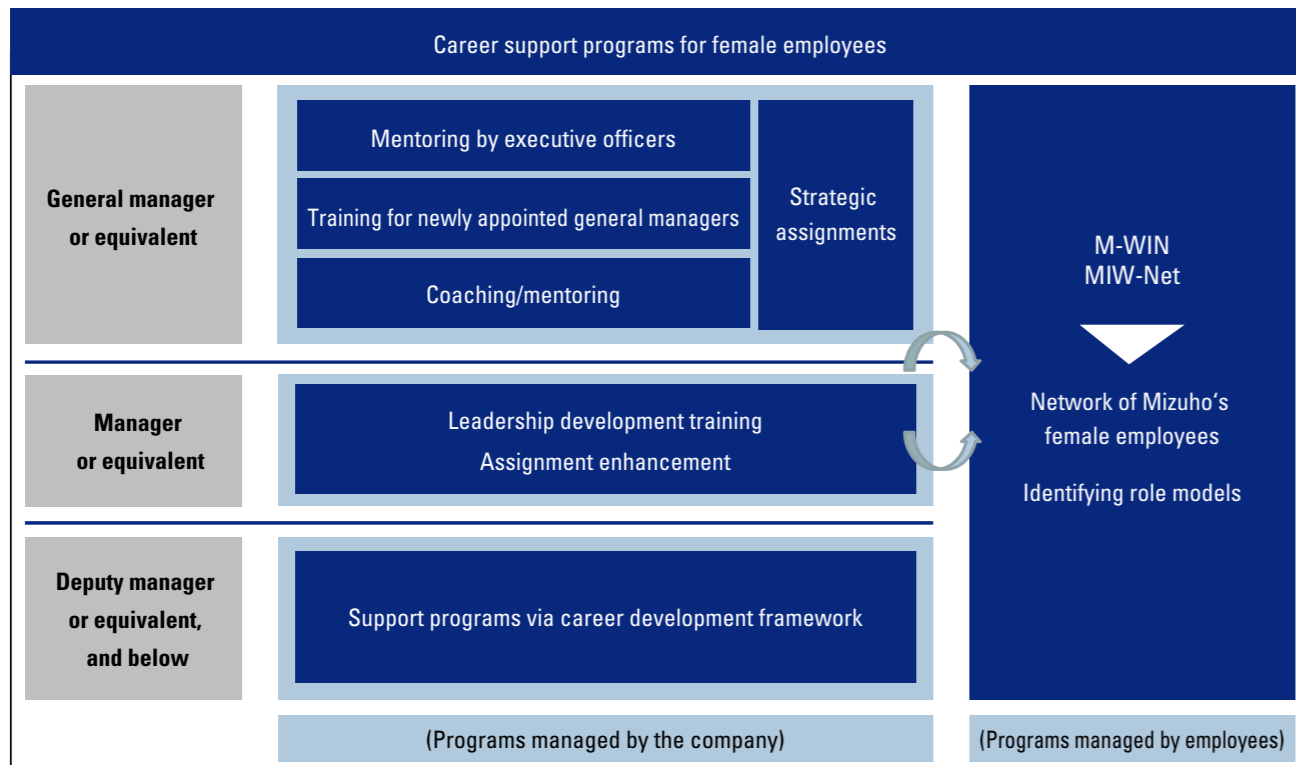 Career support programs for female employees
General manager
or equivalent
Mentoring by executive officers
Training for newly appointed general managers
Coaching/mentoring
Strategic
assignments
Manager
or equivalent
Leadership development training
Assignment enhancement
Deputy manager
or equivalent,
and below
Support programs via career development framework
(Programs managed by the company)
M-WIN
MIW-Net
Network of Mizuho‘s
female employees
Identifying role models
(Programs managed by employees)